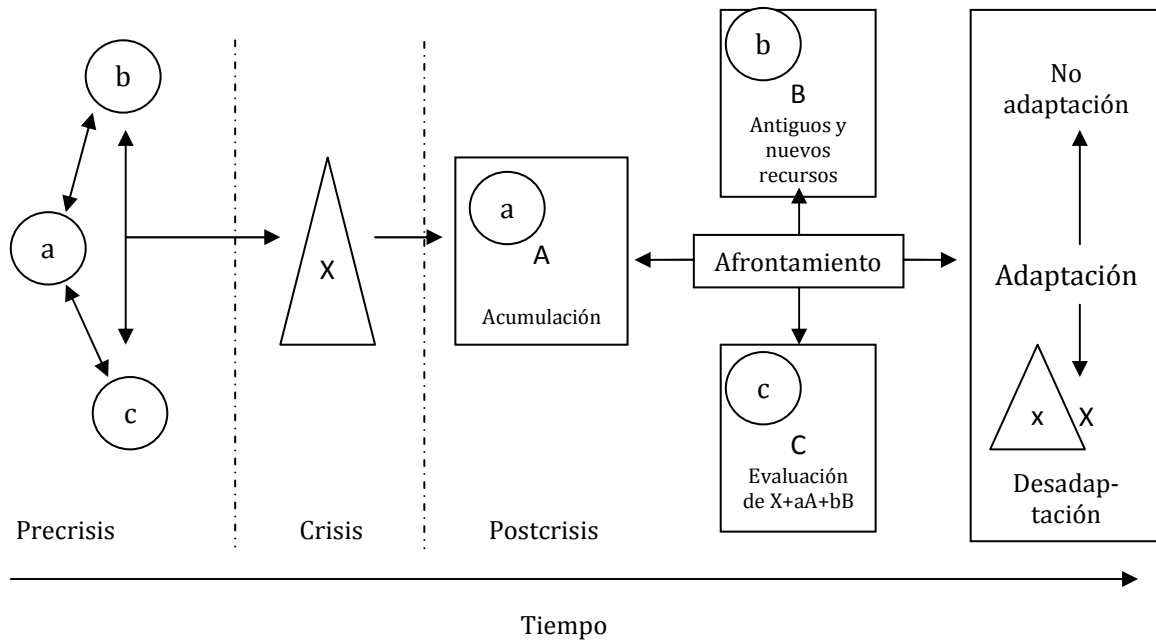 b
a
c
Precrisis
X
Crisis
a
A
Acumulación
Postcrisis
b
B
Antiguos y
nuevos
recursos
Afrontamiento
c
C
Evaluación
de X+aA+bB
No
adaptación
Adaptación
x X
Desadap-
tación
Tiempo